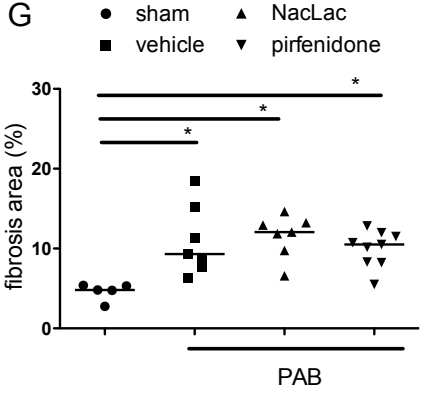 G
● sham ▲ NacLac
■ vehicle ▼ pirfenidone
fibrosis area (%)
30
20
10
0
*
*
*
PAB